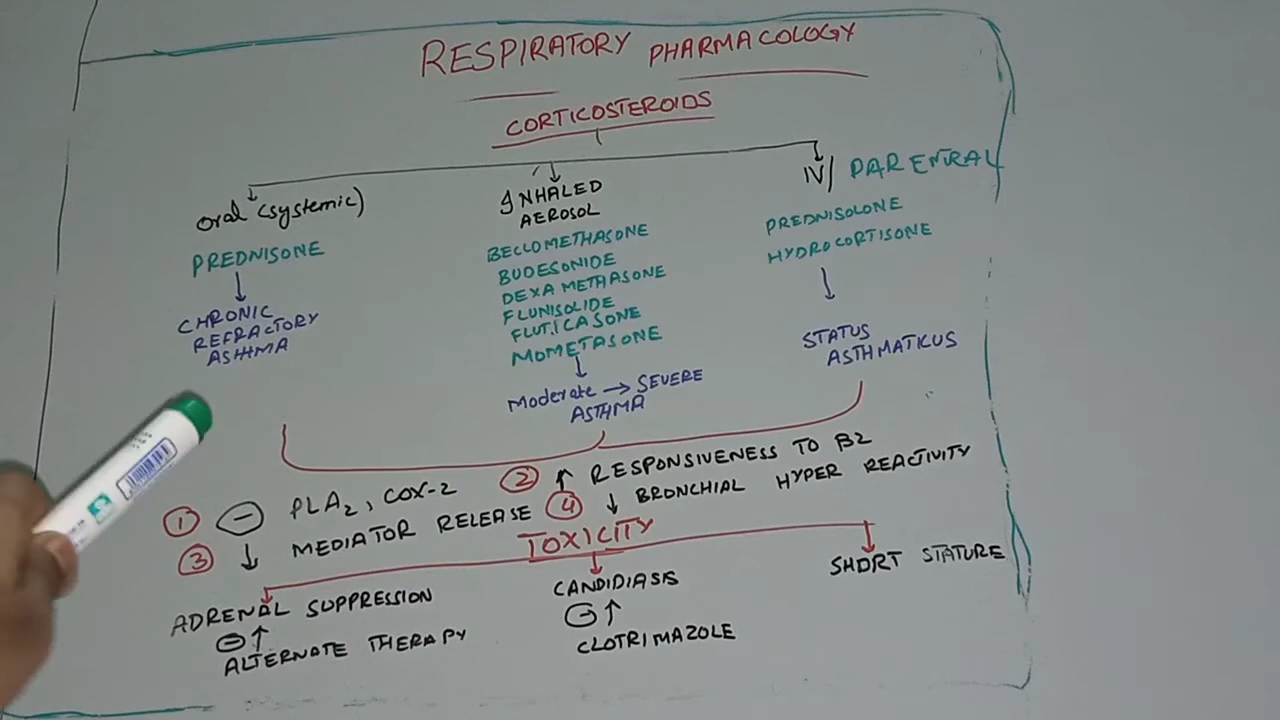 RESPIRATORY PHARMACOLOGY
CORTICOSTEROIDS
Oral (systemic)
PREDNISONE
CHRONIC
REFRACTORY
ASTHMA
INHALED
AEROSOL
BECLOMETHASONE
BUDESONIDE
DEXAMETHASONE
FLUNISOLIDE
FLUTICASONE
MOMETASONE
Moderate → SEVERE
ASTHMA
IV/ PARENTRAL
PREDNISOLONE
HYDROCORTISONE
STATUS
ASTHMATICUS
① ⊖ PLA₂, COX-2
② ↑ RESPONSIVENESS TO B2
③ ↓ MEDIATOR RELEASE
④ ↓ BRONCHIAL HYPER REACTIVITY
TOXICITY
ADRENAL SUPPRESSION
⊖ ↑
ALTERNATE THERAPY
CANDIDIASIS
⊖ ↑
CLOTRIMAZOLE
SHORT STATURE